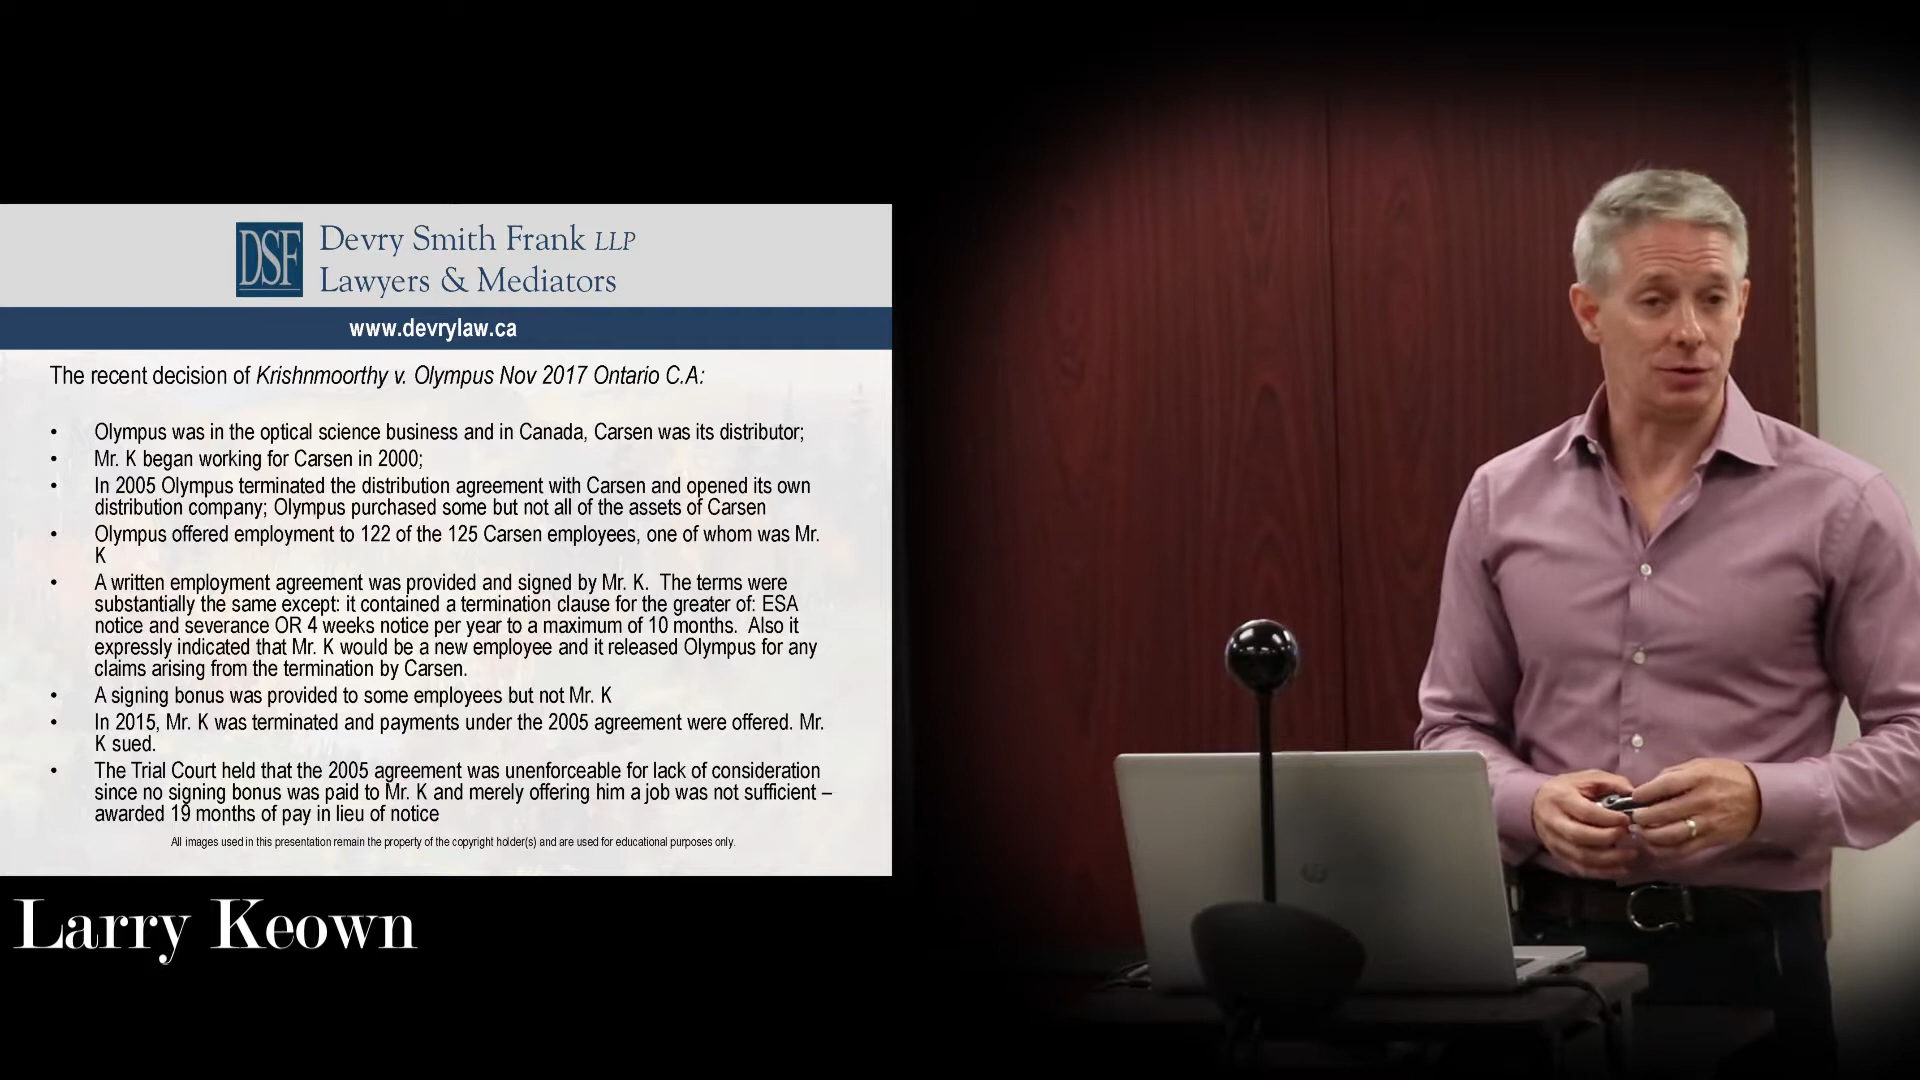 DSF
Devry Smith Frank LLP
Lawyers & Mediators
www.devrylaw.ca
The recent decision of Krishnmoorthy v. Olympus Nov 2017 Ontario C.A:
• Olympus was in the optical science business and in Canada, Carsen was its distributor;
• Mr. K began working for Carsen in 2000;
• In 2005 Olympus terminated the distribution agreement with Carsen and opened its own
distribution company; Olympus purchased some but not all of the assets of Carsen
• Olympus offered employment to 122 of the 125 Carsen employees, one of whom was Mr.
K
• A written employment agreement was provided and signed by Mr. K. The terms were
substantially the same except: it contained a termination clause for the greater of: ESA
notice and severance OR 4 weeks notice per year to a maximum of 10 months. Also it
expressly indicated that Mr. K would be a new employee and it released Olympus for any
claims arising from the termination by Carsen.
• A signing bonus was provided to some employees but not Mr. K
• In 2015, Mr. K was terminated and payments under the 2005 agreement were offered. Mr.
K sued.
• The Trial Court held that the 2005 agreement was unenforceable for lack of consideration
since no signing bonus was paid to Mr. K and merely offering him a job was not sufficient –
awarded 19 months of pay in lieu of notice
All images used in this presentation remain the property of the copyright holder(s) and are used for educational purposes only.
Larry Keown
hp